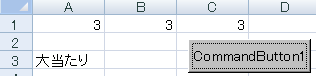 A B C D
1 3 3 3
2
3 大当たり CommandButton1